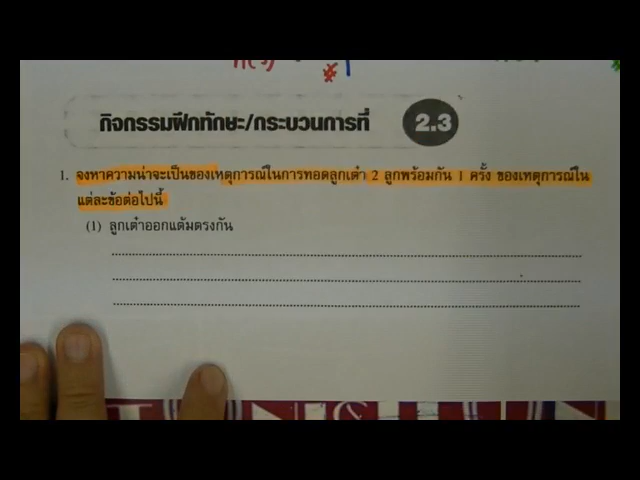 กิจกรรมฝึกทักษะ/กระบวนการที่ 2.3
1. จงหาความน่าจะเป็นของเหตุการณ์ในการทอดลูกเต๋า 2 ลูกพร้อมกัน 1 ครั้ง ของเหตุการณ์ใน
แต่ละข้อต่อไปนี้
(1) ลูกเต๋าออกแต้มตรงกัน